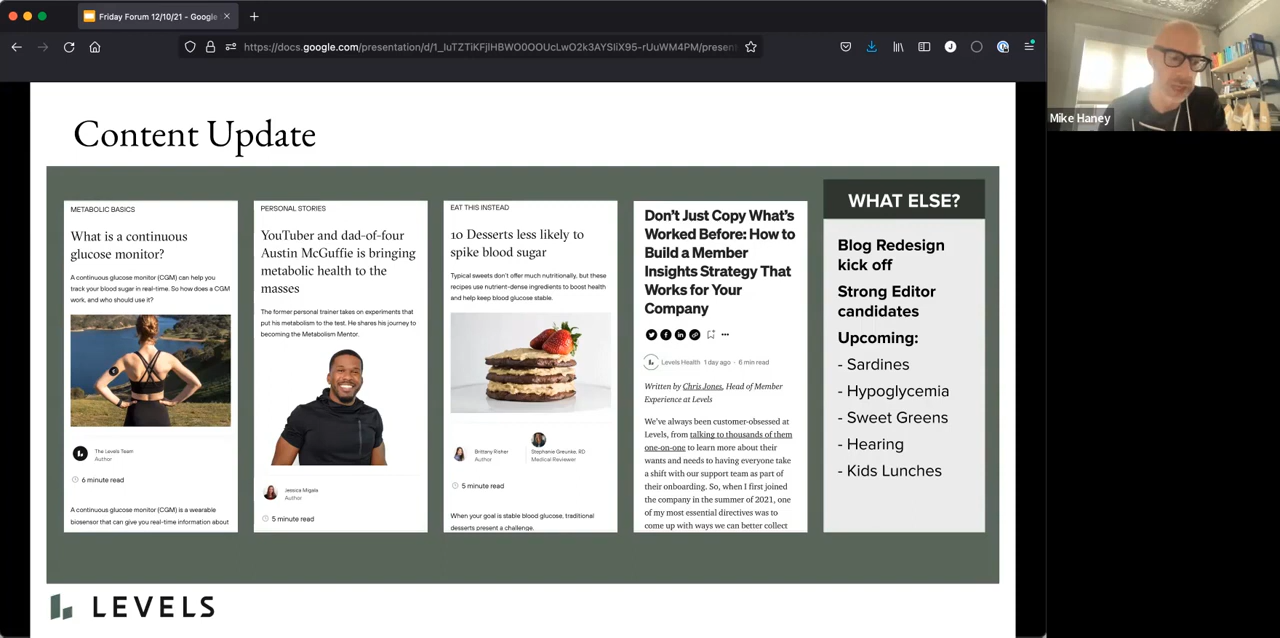 Friday Forum 12/10/21 - Google
Mike Haney
Content Update
METABOLIC BASICS
What is a continuous
glucose monitor?
A continuous glucose monitor (CGM) can help you
track your blood sugar in real-time. So how does a CGM
work, and who should use it?
The Levels Team
Author
6 minute read
A continuous glucose monitor (CGM) is a wearable
biosensor that can give you real-time information about
PERSONAL STORIES
YouTuber and dad-of-four
Austin McGuffie is bringing
metabolic health to the
masses
The former personal trainer takes on experiments that
put his metabolism to the test. He shares his journey to
becoming the Metabolism Mentor.
Jessica Migala
Author
5 minute read
EAT THIS INSTEAD
10 Desserts less likely to
spike blood sugar
Typical sweets don't offer much nutritionally, but these
recipes use nutrient-dense ingredients to boost health
and help keep blood glucose stable.
Brittany Risher
Author
Stephanie Greunke, RD
Medical Reviewer
5 minute read
When your goal is stable blood glucose, traditional
desserts present a challenge.
Don't Just Copy What's
Worked Before: How to
Build a Member
Insights Strategy That
Works for Your
Company
Levels Health 1 day ago · 6 min read
Written by Chris Jones, Head of Member
Experience at Levels
We've always been customer-obsessed at
Levels, from talking to thousands of them
one-on-one to learn more about their
wants and needs to having everyone take
a shift with our support team as part of
their onboarding. So, when I first joined
the company in the summer of 2021, one
of my most essential directives was to
come up with ways we can better collect
WHAT ELSE?
Blog Redesign
kick off
Strong Editor
candidates
Upcoming:
- Sardines
- Hypoglycemia
- Sweet Greens
- Hearing
- Kids Lunches
LEVELS